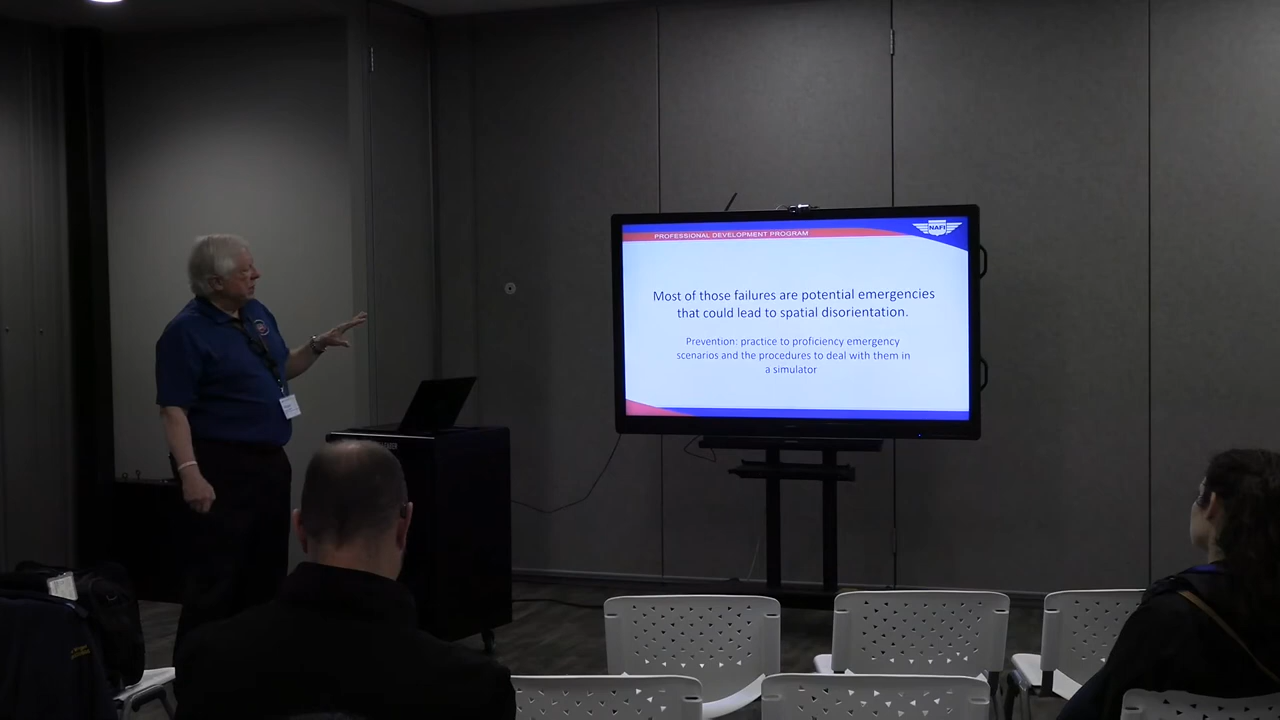 PROFESSIONAL DEVELOPMENT PROGRAM
NAFI
Most of those failures are potential emergencies
that could lead to spatial disorientation.
Prevention: practice to proficiency emergency
scenarios and the procedures to deal with them in
a simulator